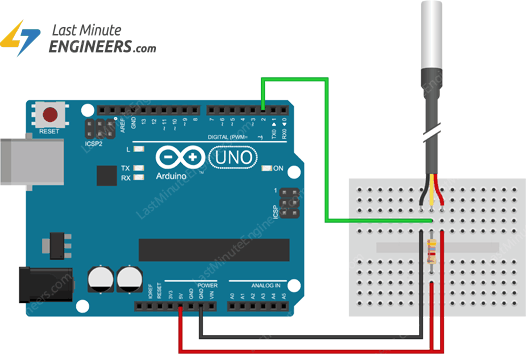 Last Minute
ENGINEERS.com
RESET
ICSP2
AREF
GND
13
12
~11
~10
~9
8
7
~6
~5
4
~3
2
TX0 ▶ 1
RX0 ◀ 0
DIGITAL (PWM~)
L
TX
RX
Arduino
UNO
ON
1
ICSP
LastMinuteEngineers.com
IOREF
RESET
3V3
5V
GND
GND
VIN
POWER
ANALOG IN
A0
A1
A2
A3
A4
A5